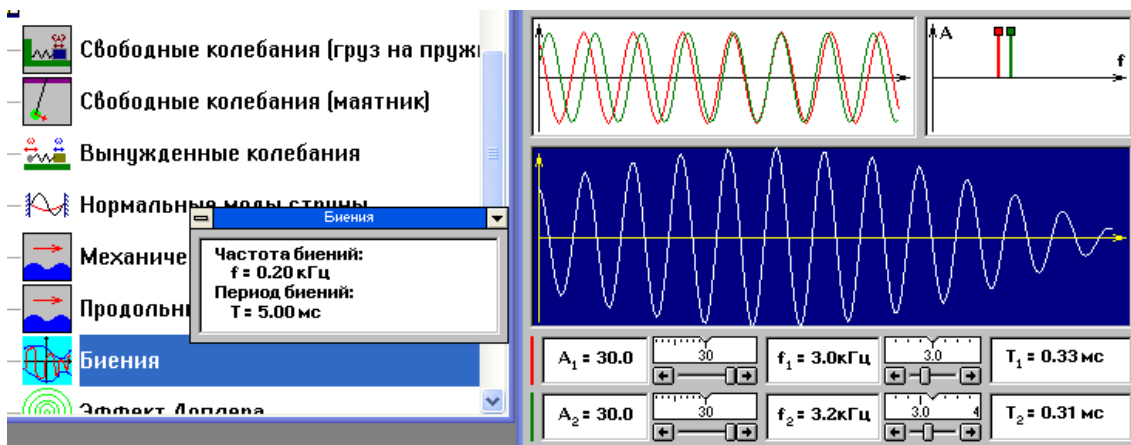 Свободные колебания (груз на пруж
Свободные колебания (маятник)
Вынужденные колебания
Нормальные моды струны
Механиче
Продольн
Биения
Эффект Доплера
Биения
Частота биений:
f = 0.20 кГц
Период биений:
T = 5.00 мс
A f
A₁ = 30.0 30 f₁ = 3.0кГц 3.0 T₁ = 0.33 мс
A₂ = 30.0 30 f₂ = 3.2кГц 3.0 4 T₂ = 0.31 мс